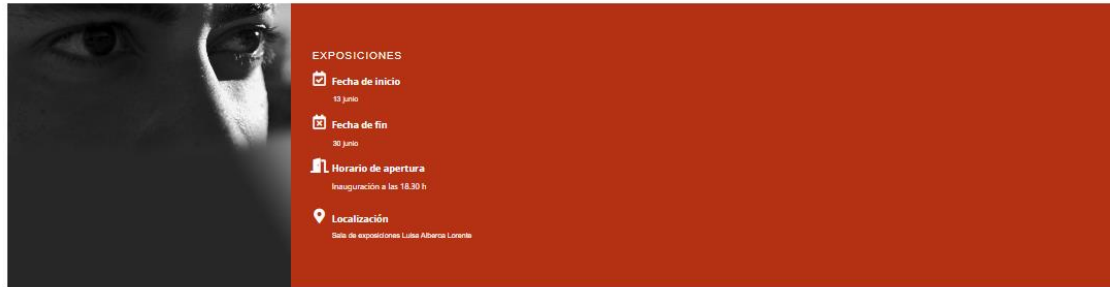 EXPOSICIONES
Fecha de inicio
13 junio
Fecha de fin
30 junio
Horario de apertura
Inauguración a las 18.30 h
Localización
Sala de exposiciones Luisa Alberca Lorente